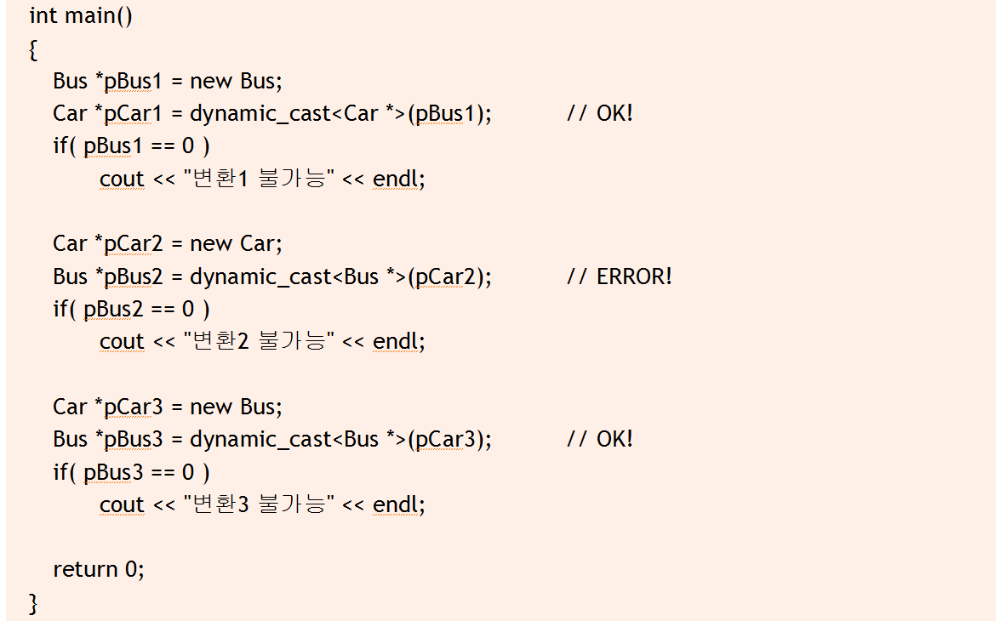 int main()
{
Bus *pBus1 = new Bus;
Car *pCar1 = dynamic_cast<Car *>(pBus1); // OK!
if( pBus1 == 0 )
cout << "변환1 불가능" << endl;
Car *pCar2 = new Car;
Bus *pBus2 = dynamic_cast<Bus *>(pCar2); // ERROR!
if( pBus2 == 0 )
cout << "변환2 불가능" << endl;
Car *pCar3 = new Bus;
Bus *pBus3 = dynamic_cast<Bus *>(pCar3); // OK!
if( pBus3 == 0 )
cout << "변환3 불가능" << endl;
return 0;
}